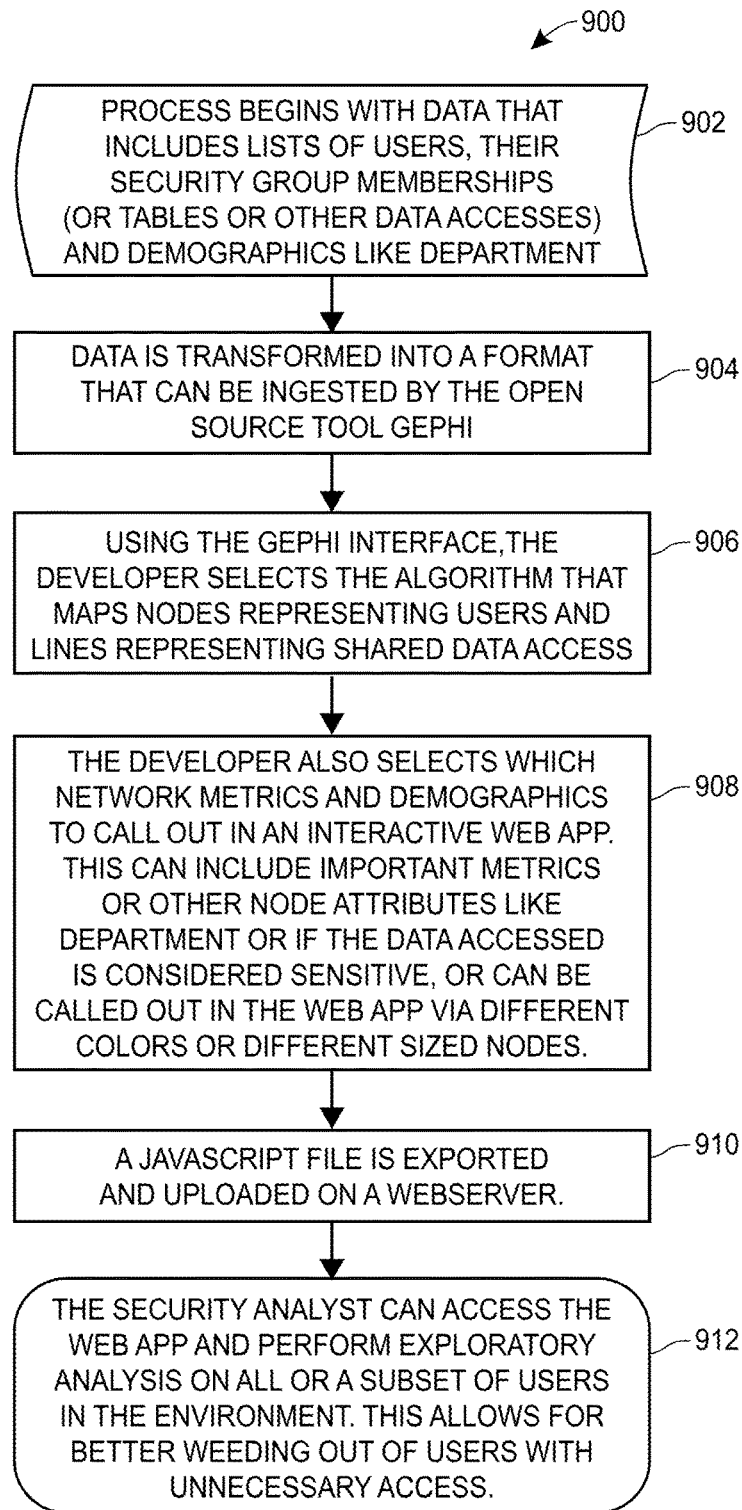 900
PROCESS BEGINS WITH DATA THAT
INCLUDES LISTS OF USERS, THEIR
SECURITY GROUP MEMBERSHIPS
(OR TABLES OR OTHER DATA ACCESSES)
AND DEMOGRAPHICS LIKE DEPARTMENT
902
DATA IS TRANSFORMED INTO A FORMAT
THAT CAN BE INGESTED BY THE OPEN
SOURCE TOOL GEPHI
904
USING THE GEPHI INTERFACE,THE
DEVELOPER SELECTS THE ALGORITHM THAT
MAPS NODES REPRESENTING USERS AND
LINES REPRESENTING SHARED DATA ACCESS
906
THE DEVELOPER ALSO SELECTS WHICH
NETWORK METRICS AND DEMOGRAPHICS
TO CALL OUT IN AN INTERACTIVE WEB APP.
THIS CAN INCLUDE IMPORTANT METRICS
OR OTHER NODE ATTRIBUTES LIKE
DEPARTMENT OR IF THE DATA ACCESSED
IS CONSIDERED SENSITIVE, OR CAN BE
CALLED OUT IN THE WEB APP VIA DIFFERENT
COLORS OR DIFFERENT SIZED NODES.
908
A JAVASCRIPT FILE IS EXPORTED
AND UPLOADED ON A WEBSERVER.
910
THE SECURITY ANALYST CAN ACCESS THE
WEB APP AND PERFORM EXPLORATORY
ANALYSIS ON ALL OR A SUBSET OF USERS
IN THE ENVIRONMENT. THIS ALLOWS FOR
BETTER WEEDING OUT OF USERS WITH
UNNECESSARY ACCESS.
912